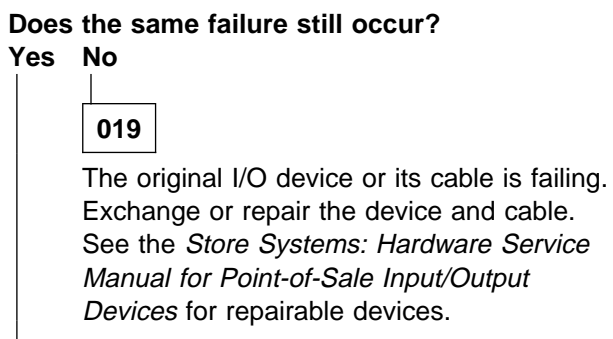 Does the same failure still occur?
Yes No
019
The original I/O device or its cable is failing.
Exchange or repair the device and cable.
See the Store Systems: Hardware Service
Manual for Point-of-Sale Input/Output
Devices for repairable devices.